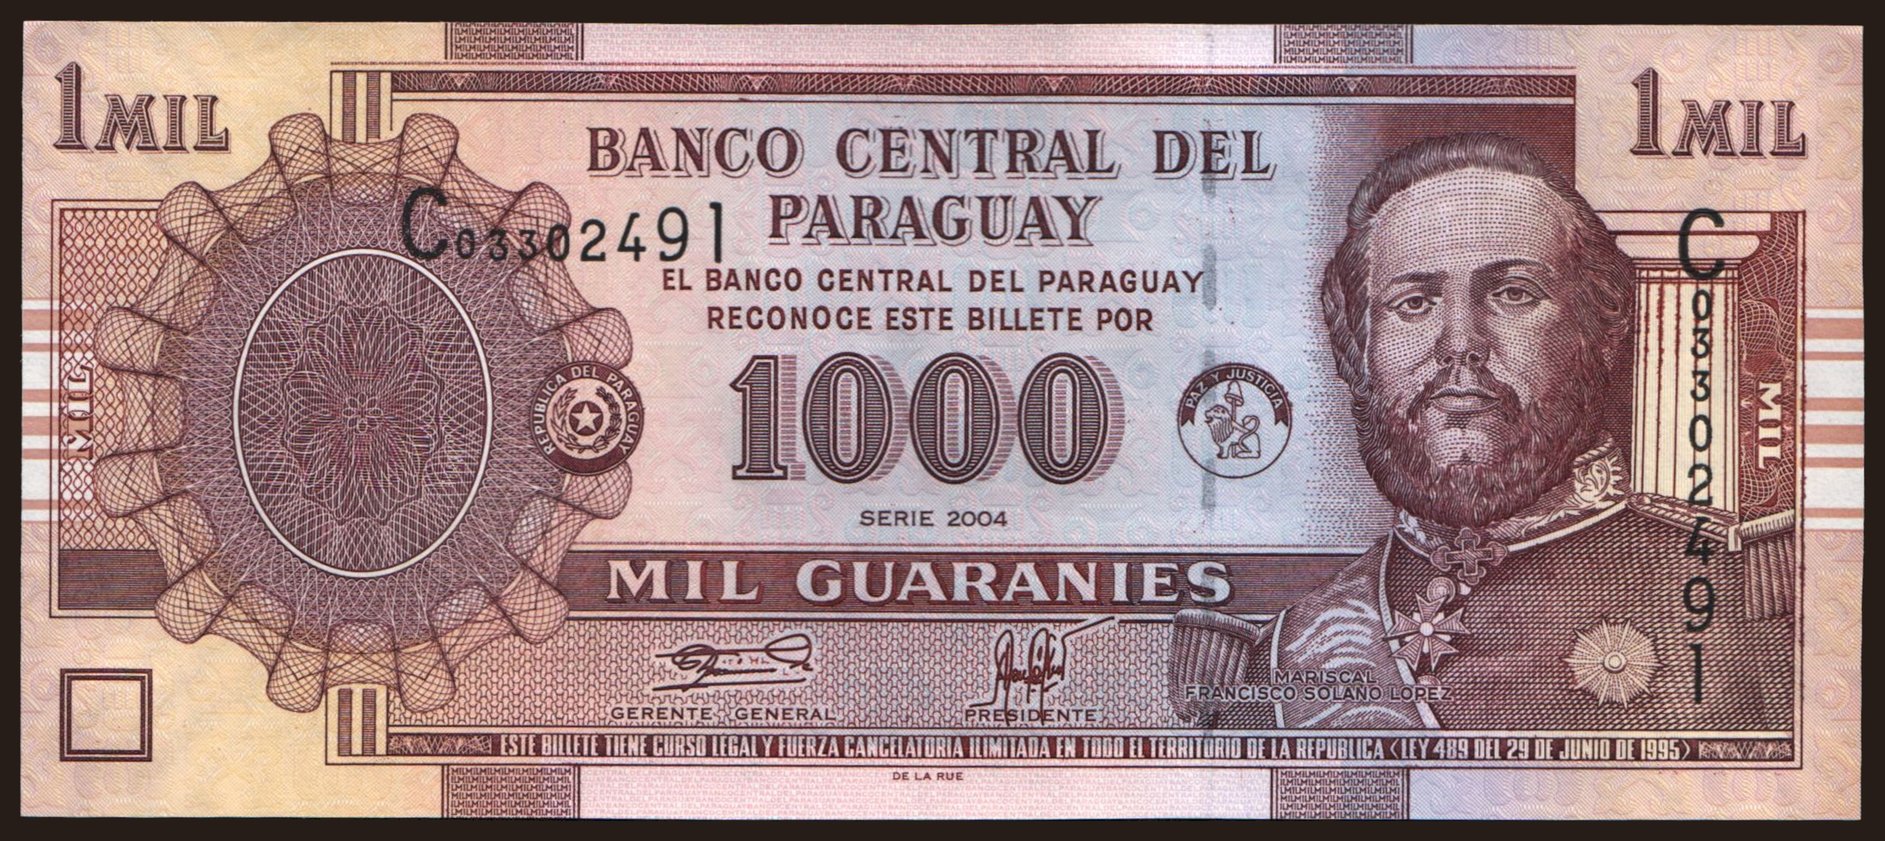 1 MIL
1 MIL
BANCO CENTRAL DEL
PARAGUAY
C03302491
C03302491
EL BANCO CENTRAL DEL PARAGUAY
RECONOCE ESTE BILLETE POR
1000
REPUBLICA DEL PARAGUAY
PAZ Y JUSTICIA
MIL
MIL
SERIE 2004
MIL GUARANIES
GERENTE GENERAL
PRESIDENTE
MARISCAL
FRANCISCO SOLANO LOPEZ
ESTE BILLETE TIENE CURSO LEGAL Y FUERZA CANCELATORIA ILIMITADA EN TODO EL TERRITORIO DE LA REPUBLICA (LEY 489 DEL 29 DE JUNIO DE 1995)
DE LA RUE